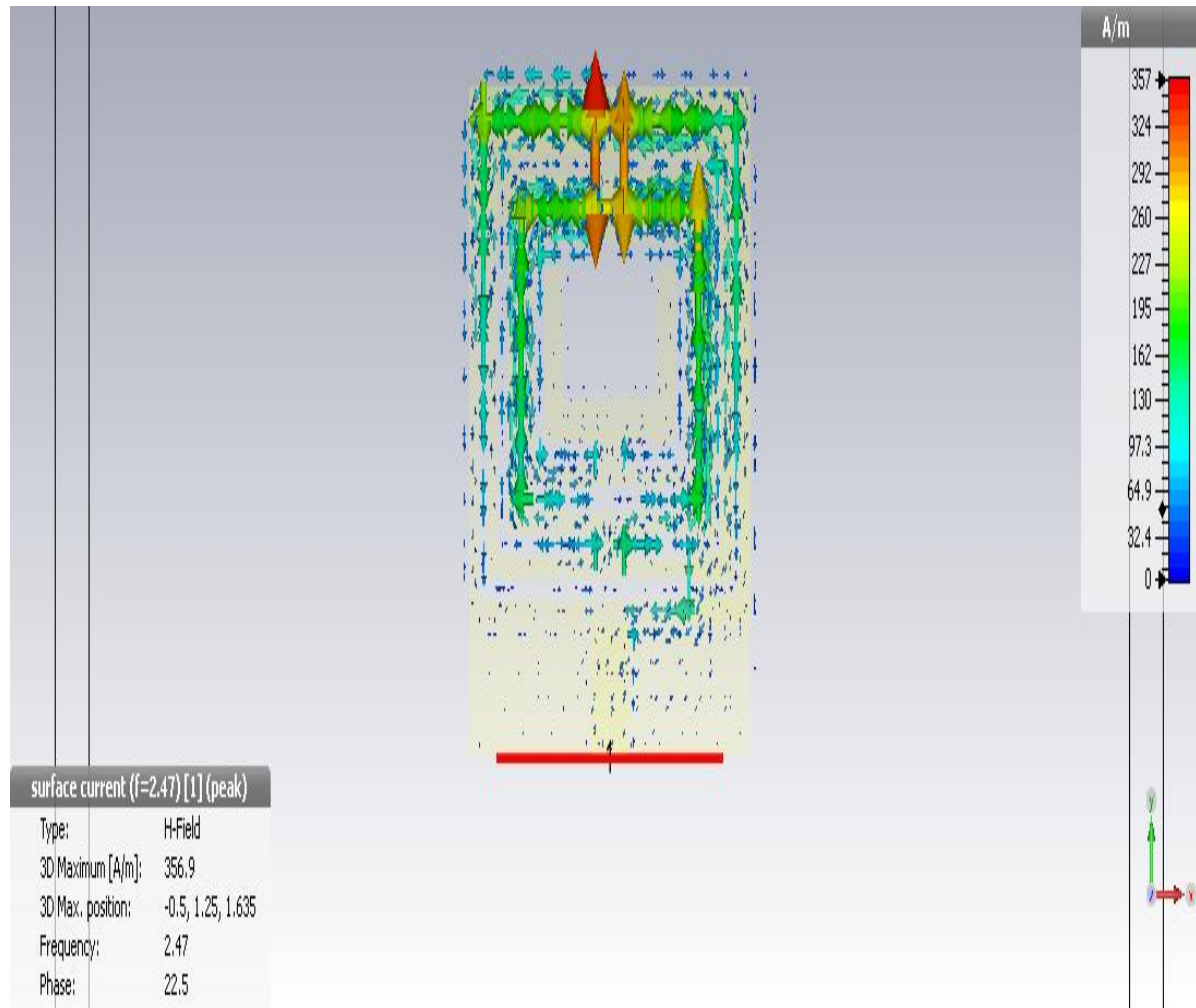 A/m
357
324
292
260
227
195
162
130
97.3
64.9
32.4
0
surface current (f=2.47) [1] (peak)
Type: H-Field
3D Maximum [A/m]: 356.9
3D Max. position: -0.5, 1.25, 1.635
Frequency: 2.47
Phase: 22.5
y
x